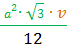 a² · √3 · v
12